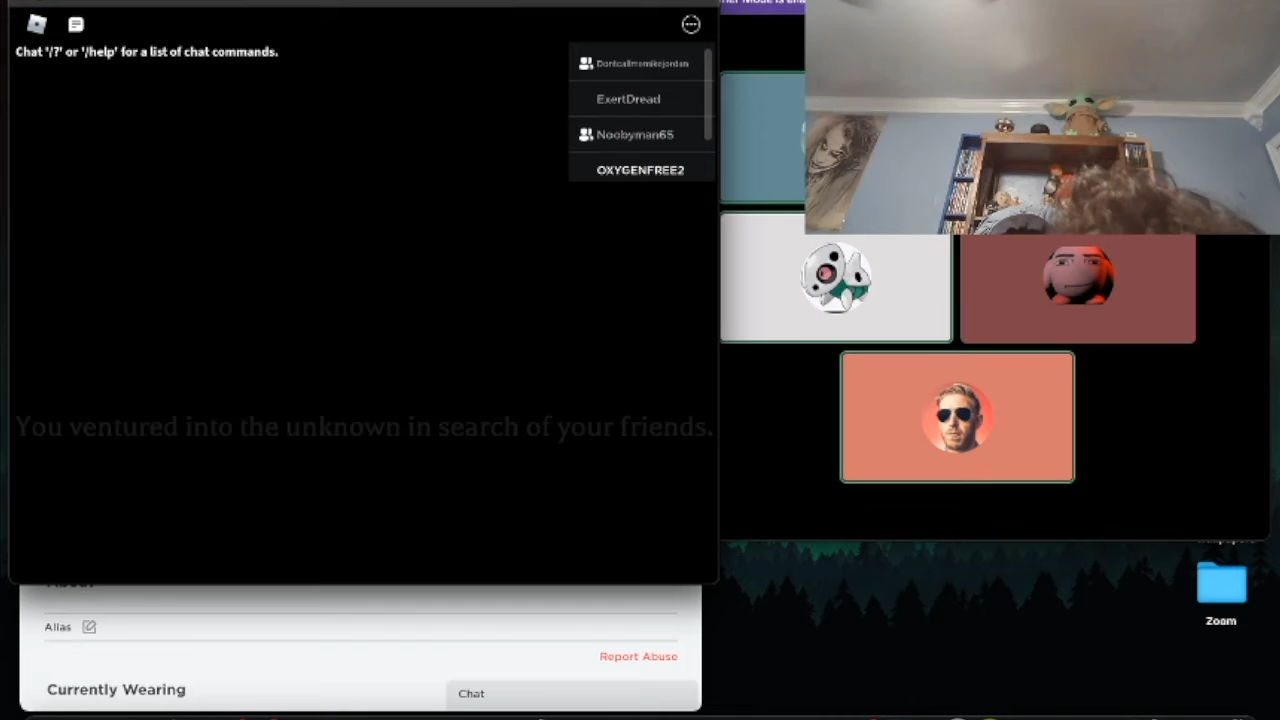 Chat '/?' or '/help' for a list of chat commands.
Dontcallmemikejordan
ExertDread
Noobyman65
OXYGENFREE2
You ventured into the unknown in search of your friends.
About
Alias
Report Abuse
Currently Wearing
Chat
Zoom